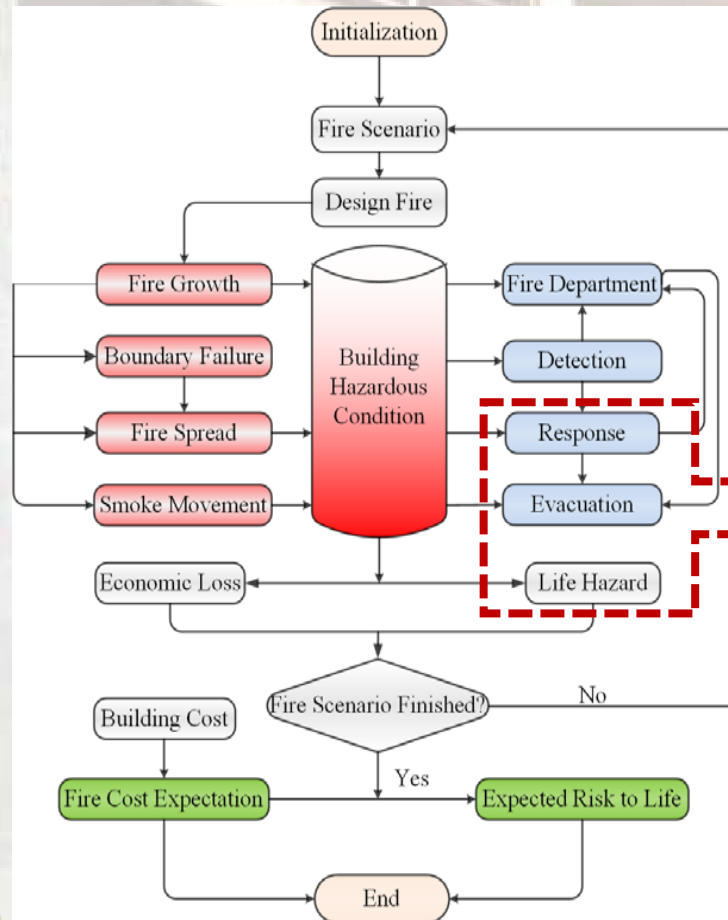 Initialization
Fire Scenario
Design Fire
Fire Growth
Fire Department
Boundary Failure
Building
Hazardous
Condition
Detection
Fire Spread
Response
Smoke Movement
Evacuation
Economic Loss
Life Hazard
Fire Scenario Finished?
No
Building Cost
Yes
Fire Cost Expectation
Expected Risk to Life
End